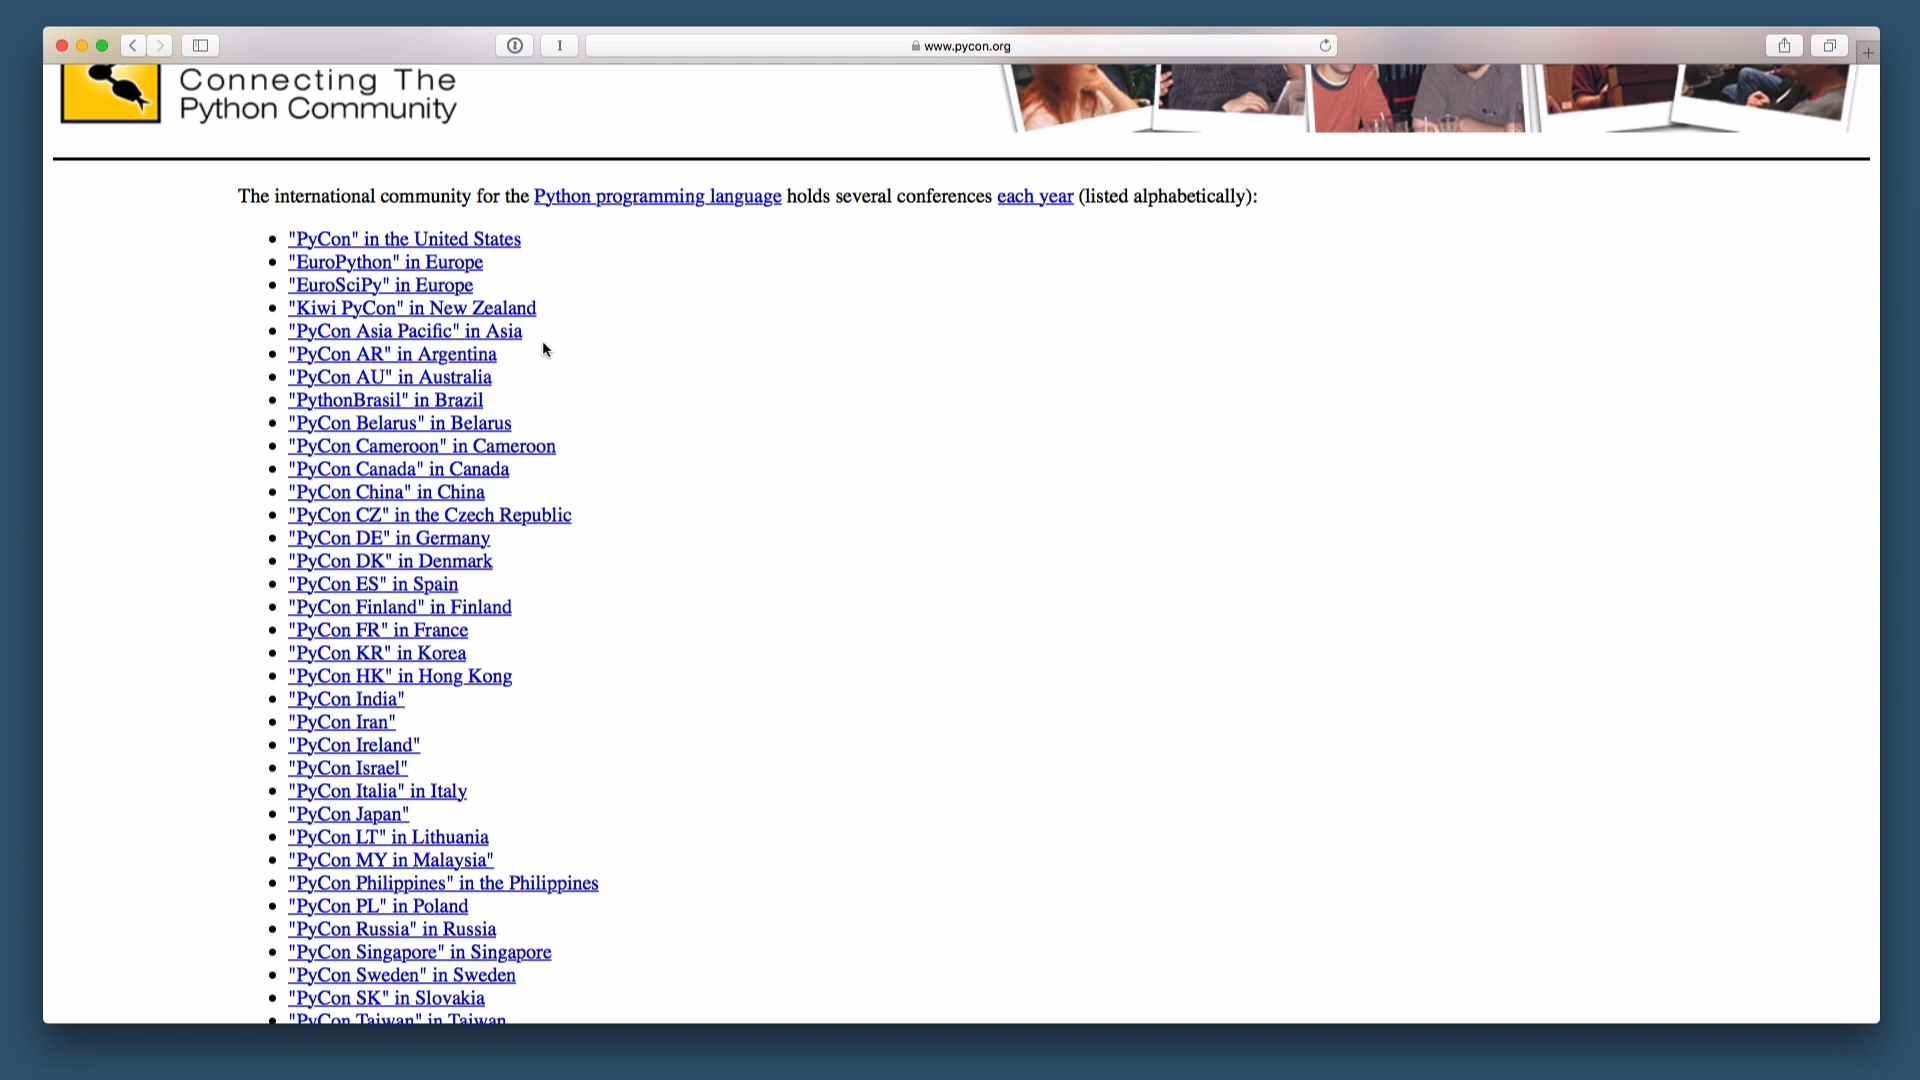 www.pycon.org
Connecting The
Python Community
The international community for the Python programming language holds several conferences each year (listed alphabetically):
"PyCon" in the United States
"EuroPython" in Europe
"EuroSciPy" in Europe
"Kiwi PyCon" in New Zealand
"PyCon Asia Pacific" in Asia
"PyCon AR" in Argentina
"PyCon AU" in Australia
"PythonBrasil" in Brazil
"PyCon Belarus" in Belarus
"PyCon Cameroon" in Cameroon
"PyCon Canada" in Canada
"PyCon China" in China
"PyCon CZ" in the Czech Republic
"PyCon DE" in Germany
"PyCon DK" in Denmark
"PyCon ES" in Spain
"PyCon Finland" in Finland
"PyCon FR" in France
"PyCon KR" in Korea
"PyCon HK" in Hong Kong
"PyCon India"
"PyCon Iran"
"PyCon Ireland"
"PyCon Israel"
"PyCon Italia" in Italy
"PyCon Japan"
"PyCon LT" in Lithuania
"PyCon MY in Malaysia"
"PyCon Philippines" in the Philippines
"PyCon PL" in Poland
"PyCon Russia" in Russia
"PyCon Singapore" in Singapore
"PyCon Sweden" in Sweden
"PyCon SK" in Slovakia
"PyCon Taiwan" in Taiwan